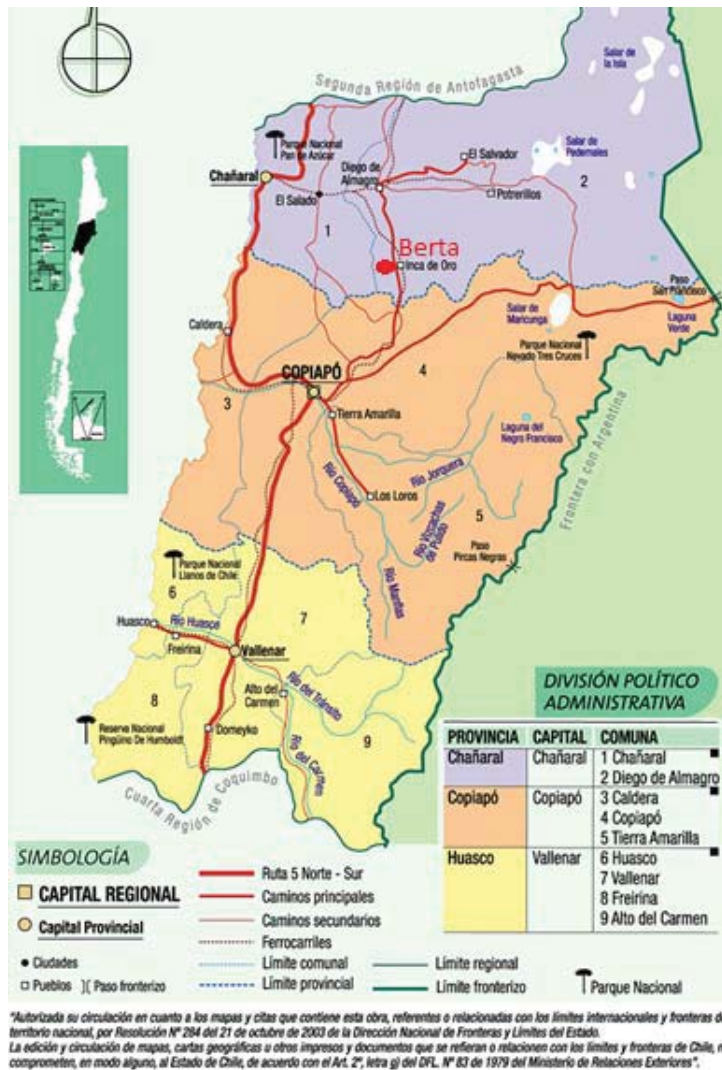 Segunda Región de Antofagasta
Salar de
la Isla
Parque Nacional
Pan de Azúcar
Chañaral
El Salado
Diego de
Almagro
El Salvador
Potrerillos
Salar de
Pedernales
2
1
Berta
Inca de Oro
Paso
San Francisco
Salar de
Maricunga
Laguna
Verde
Parque Nacional
Nevado Tres Cruces
Caldera
COPIAPÓ
4
3
Tierra Amarilla
Laguna del
Negro Francisco
Río Jorquera
Río Copiapó
Los Loros
5
Río Manflas
Paso
Pircas Negras
Frontera con Argentina
Parque Nacional
Llanos de Chile
6
7
Huasco
Río Huasco
Freirina
Vallenar
Alto del
Carmen
Río del Tránsito
8
Reserva Nacional
Pingüino De Humboldt
Domeyko
Río del Carmen
9
Cuarta Región de Coquimbo
DIVISIÓN POLÍTICO
ADMINISTRATIVA
PROVINCIA CAPITAL COMUNA
Chañaral Chañaral 1 Chañaral
2 Diego de Almagro
Copiapó Copiapó 3 Caldera
4 Copiapó
5 Tierra Amarilla
Huasco Vallenar 6 Huasco
7 Vallenar
8 Freirina
9 Alto del Carmen
SIMBOLOGÍA
CAPITAL REGIONAL
Capital Provincial
Ciudades
Pueblos Paso fronterizo
Ruta 5 Norte - Sur
Caminos principales
Caminos secundarios
Ferrocarriles
Límite comunal
Límite provincial
Límite regional
Límite fronterizo
Parque Nacional
"Autorizada su circulación en cuanto a los mapas y citas que contiene esta obra, referentes o relacionadas con los límites internacionales y fronteras de
territorio nacional, por Resolución Nº 284 del 21 de octubre de 2003 de la Dirección Nacional de Fronteras y Límites del Estado.
La edición y circulación de mapas, cartas geográficas u otros impresos y documentos que se refieran o relacionen con los límites y fronteras de Chile,
comprometen, en modo alguno, al Estado de Chile, de acuerdo con el Art. 2º, letra g) del DFL. Nº 83 de 1979 del Ministerio de Relaciones Exteriores".